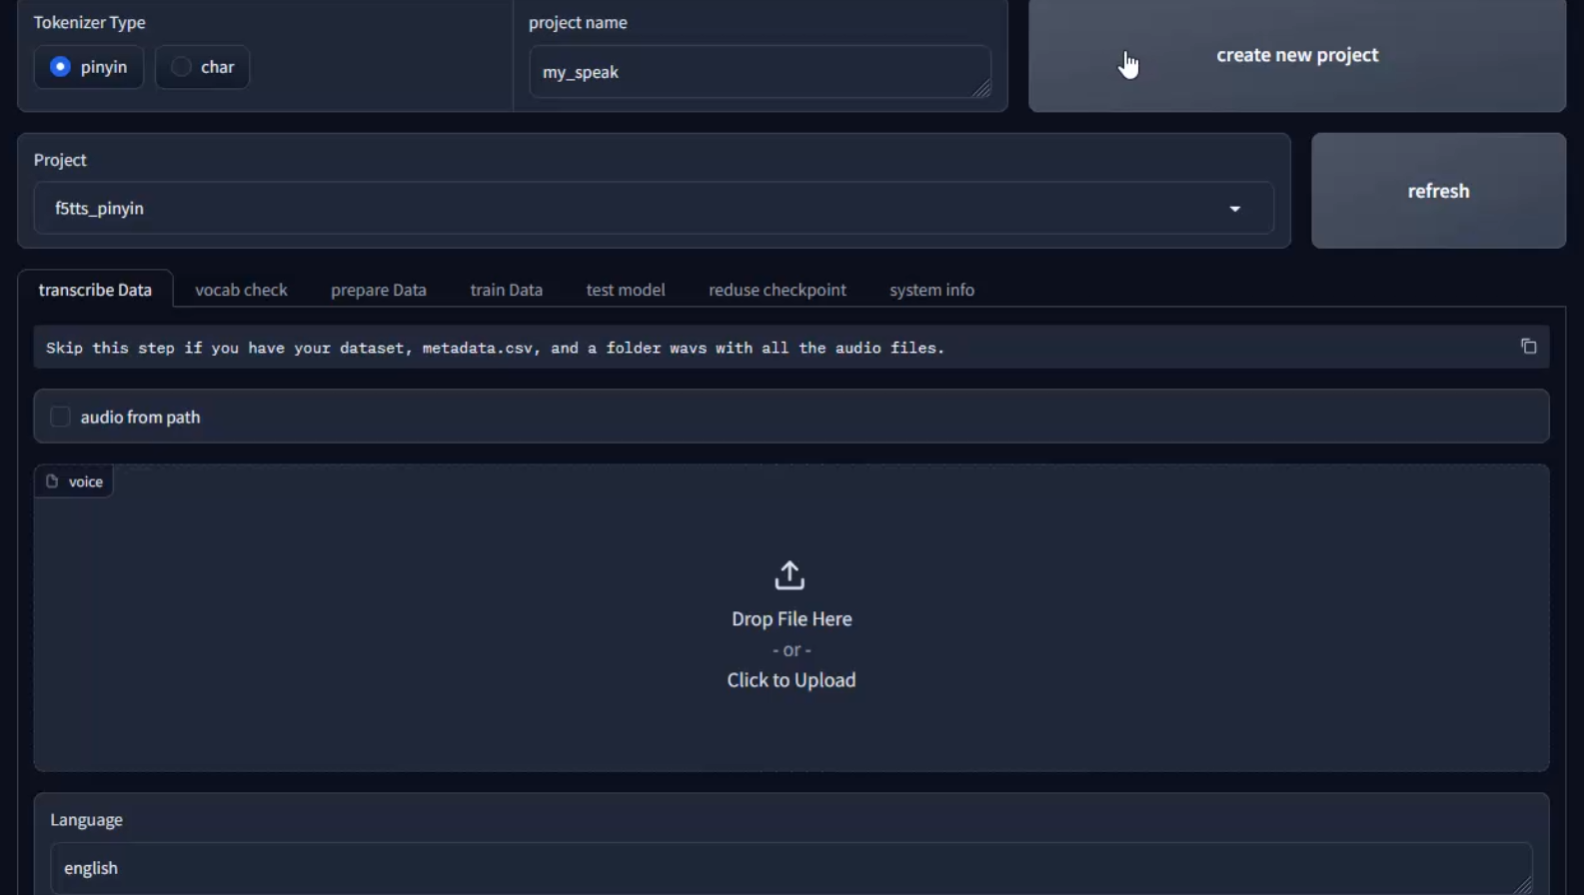 Tokenizer Type
project name
pinyin
char
my_speak
create new project
Project
f5tts_pinyin
refresh
transcribe Data
vocab check
prepare Data
train Data
test model
reduse checkpoint
system info
Skip this step if you have your dataset, metadata.csv, and a folder wavs with all the audio files.
audio from path
voice
Drop File Here
- or -
Click to Upload
Language
english